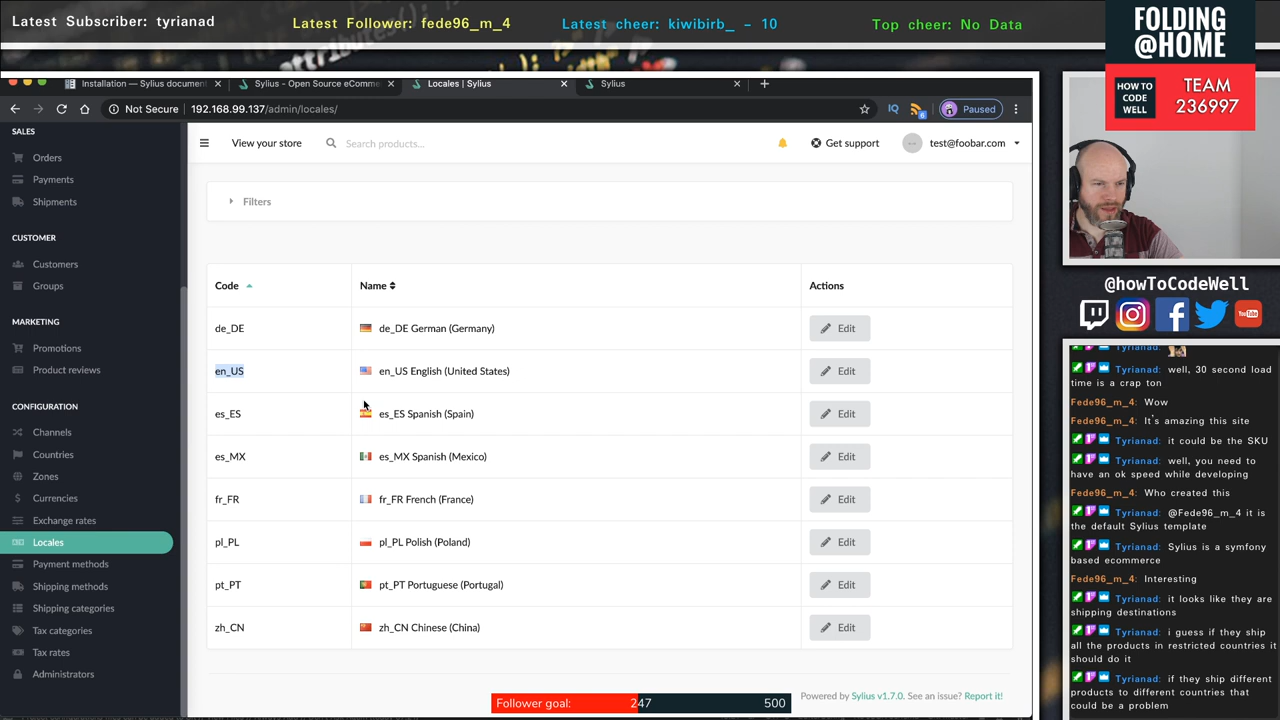 Latest Subscriber: tyrianad
Latest Follower: fede96_m_4
Latest cheer: kiwibirb_ - 10
Top cheer: No Data
FOLDING
@HOME
HOW TO
CODE
WELL
TEAM
236997
Installation — Sylius document
Sylius - Open Source eComme
Locales | Sylius
Sylius
Not Secure
192.168.99.137/admin/locales/
IQ
6
Paused
SALES
Orders
Payments
Shipments
CUSTOMER
Customers
Groups
MARKETING
Promotions
Product reviews
CONFIGURATION
Channels
Countries
Zones
Currencies
Exchange rates
Locales
Payment methods
Shipping methods
Shipping categories
Tax categories
Tax rates
Administrators
View your store
Search products...
Get support
test@foobar.com
Filters
Code
Name
Actions
de_DE
de_DE German (Germany)
Edit
en_US
en_US English (United States)
Edit
es_ES
es_ES Spanish (Spain)
Edit
es_MX
es_MX Spanish (Mexico)
Edit
fr_FR
fr_FR French (France)
Edit
pl_PL
pl_PL Polish (Poland)
Edit
pt_PT
pt_PT Portuguese (Portugal)
Edit
zh_CN
zh_CN Chinese (China)
Edit
Powered by Sylius v1.7.0. See an issue? Report it!
Follower goal:
247
500
@howToCodeWell
You Tube
Tyrianad:
Tyrianad: well, 30 second load
time is a crap ton
Fede96_m_4: Wow
Fede96_m_4: It`s amazing this site
Tyrianad: it could be the SKU
Tyrianad: well, you need to
have an ok speed while developing
Fede96_m_4: Who created this
Tyrianad: @Fede96_m_4 it is
the default Sylius template
Tyrianad: Sylius is a symfony
based ecommerce
Fede96_m_4: Interesting
Tyrianad: it looks like they are
shipping destinations
Tyrianad: i guess if they ship
all the products in restricted countries it
should do it
Tyrianad: if they ship different
products to different countries that
could be a problem